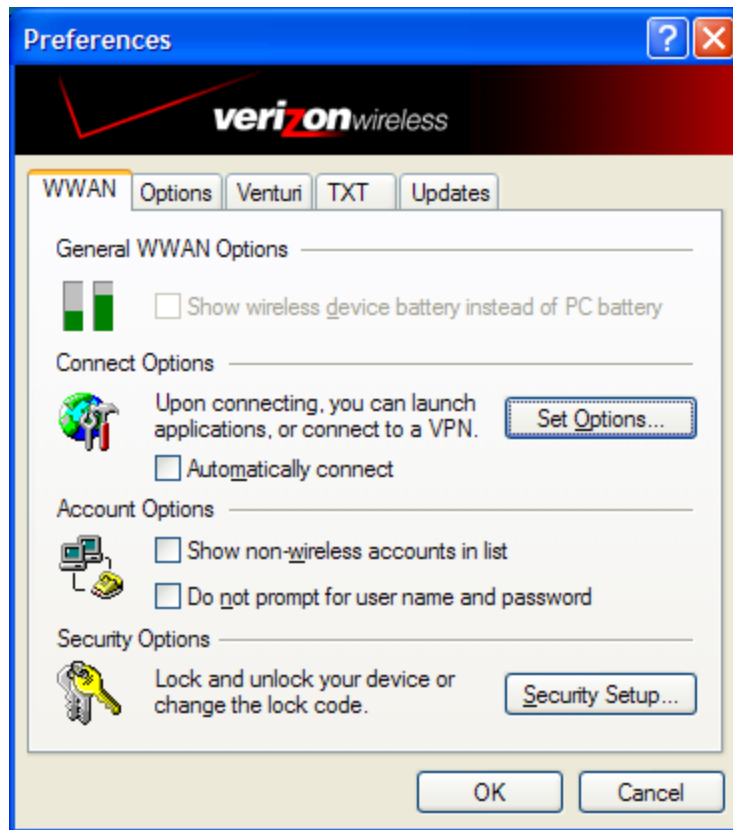 Preferences
?
verizonwireless
WWAN Options Venturi TXT Updates
General WWAN Options
Show wireless device battery instead of PC battery
Connect Options
Upon connecting, you can launch
applications, or connect to a VPN.
Set Options...
Automatically connect
Account Options
Show non-wireless accounts in list
Do not prompt for user name and password
Security Options
Lock and unlock your device or
change the lock code.
Security Setup...
OK Cancel